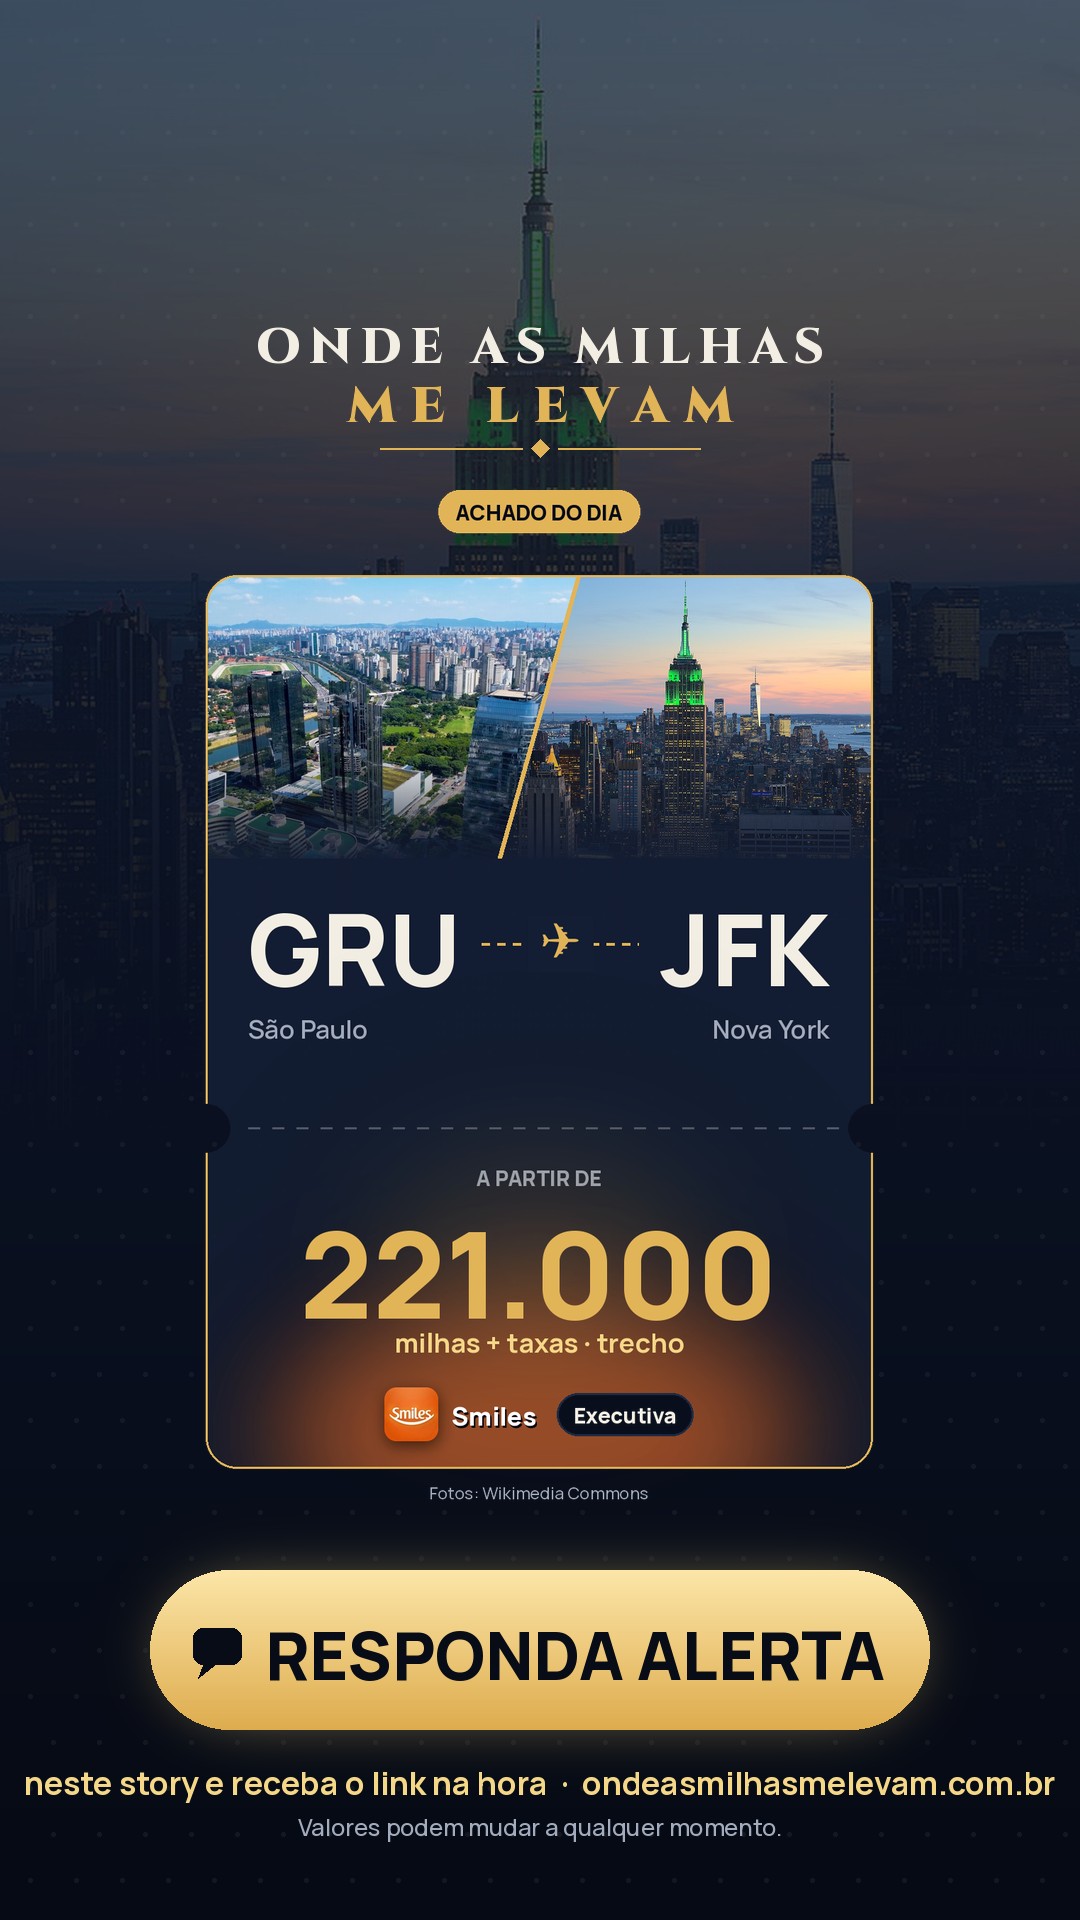 ONDE AS MILHAS
ME LEVAM
ACHADO DO DIA
GRU JFK
São Paulo Nova York
A PARTIR DE
221.000
milhas + taxas · trecho
Smiles Smiles Executiva
Fotos: Wikimedia Commons
RESPONDA ALERTA
neste story e receba o link na hora · ondeasmilhasmelevam.com.br
Valores podem mudar a qualquer momento.